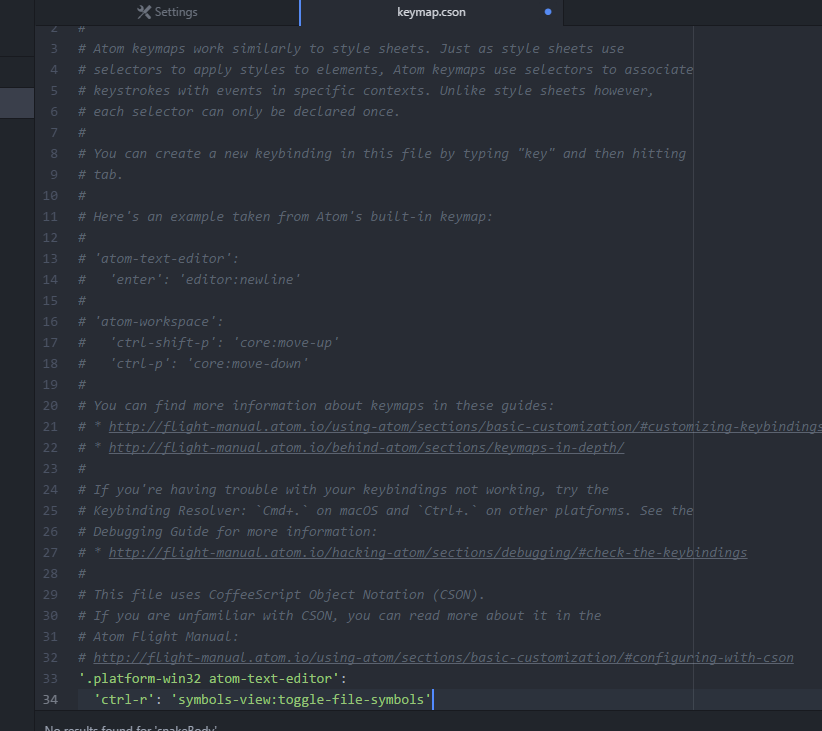 Settings
keymap.cson
2 #
3 # Atom keymaps work similarly to style sheets. Just as style sheets use
4 # selectors to apply styles to elements, Atom keymaps use selectors to associate
5 # keystrokes with events in specific contexts. Unlike style sheets however,
6 # each selector can only be declared once.
7 #
8 # You can create a new keybinding in this file by typing "key" and then hitting
9 # tab.
10 #
11 # Here's an example taken from Atom's built-in keymap:
12 #
13 # 'atom-text-editor':
14 #   'enter': 'editor:newline'
15 #
16 # 'atom-workspace':
17 #   'ctrl-shift-p': 'core:move-up'
18 #   'ctrl-p': 'core:move-down'
19 #
20 # You can find more information about keymaps in these guides:
21 # * http://flight-manual.atom.io/using-atom/sections/basic-customization/#customizing-keybindings
22 # * http://flight-manual.atom.io/behind-atom/sections/keymaps-in-depth/
23 #
24 # If you're having trouble with your keybindings not working, try the
25 # Keybinding Resolver: `Cmd+.` on macOS and `Ctrl+.` on other platforms. See the
26 # Debugging Guide for more information:
27 # * http://flight-manual.atom.io/hacking-atom/sections/debugging/#check-the-keybindings
28 #
29 # This file uses CoffeeScript Object Notation (CSON).
30 # If you are unfamiliar with CSON, you can read more about it in the
31 # Atom Flight Manual:
32 # http://flight-manual.atom.io/using-atom/sections/basic-customization/#configuring-with-cson
33 '.platform-win32 atom-text-editor':
34   'ctrl-r': 'symbols-view:toggle-file-symbols'
No results found for 'snakeBody'